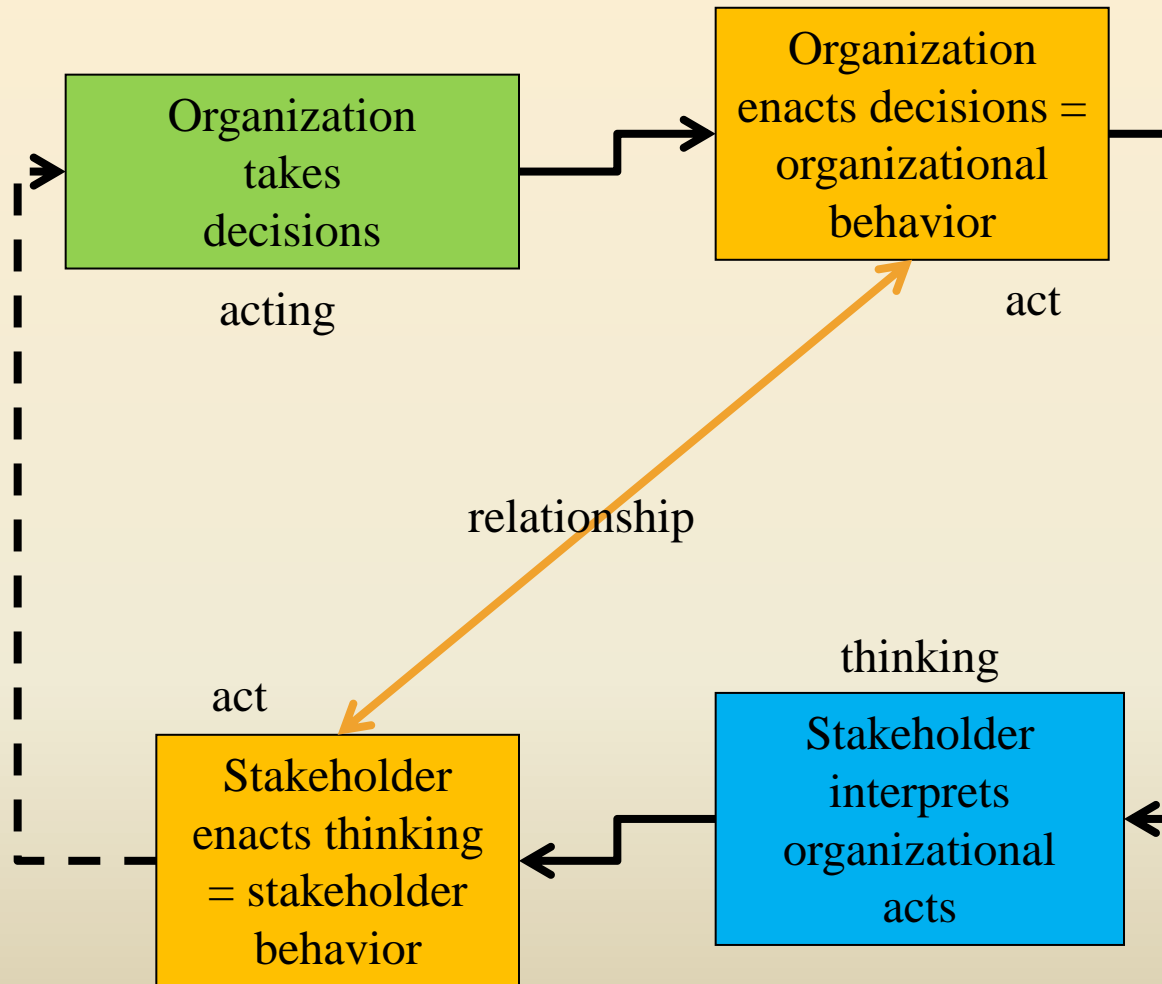 Organization
takes
decisions
acting
Organization
enacts decisions =
organizational
behavior
act
relationship
act
Stakeholder
enacts thinking
= stakeholder
behavior
thinking
Stakeholder
interprets
organizational
acts